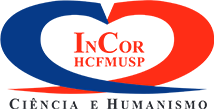 InCor
HCFMUSP
Ciência e Humanismo